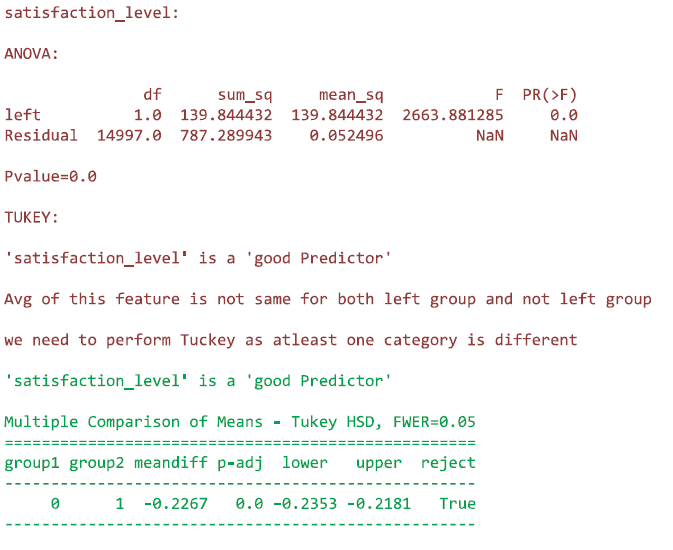 satisfaction_level:
ANOVA:
df sum_sq mean_sq F PR(>F)
left 1.0 139.844432 139.844432 2663.881285 0.0
Residual 14997.0 787.289943 0.052496 NaN NaN
Pvalue=0.0
TUKEY:
'satisfaction_level' is a 'good Predictor'
Avg of this feature is not same for both left group and not left group
we need to perform Tuckey as atleast one category is different
'satisfaction_level' is a 'good Predictor'
Multiple Comparison of Means - Tukey HSD, FWER=0.05
===================================================
group1 group2 meandiff p-adj lower upper reject
---------------------------------------------------
0 1 -0.2267 0.0 -0.2353 -0.2181 True
---------------------------------------------------